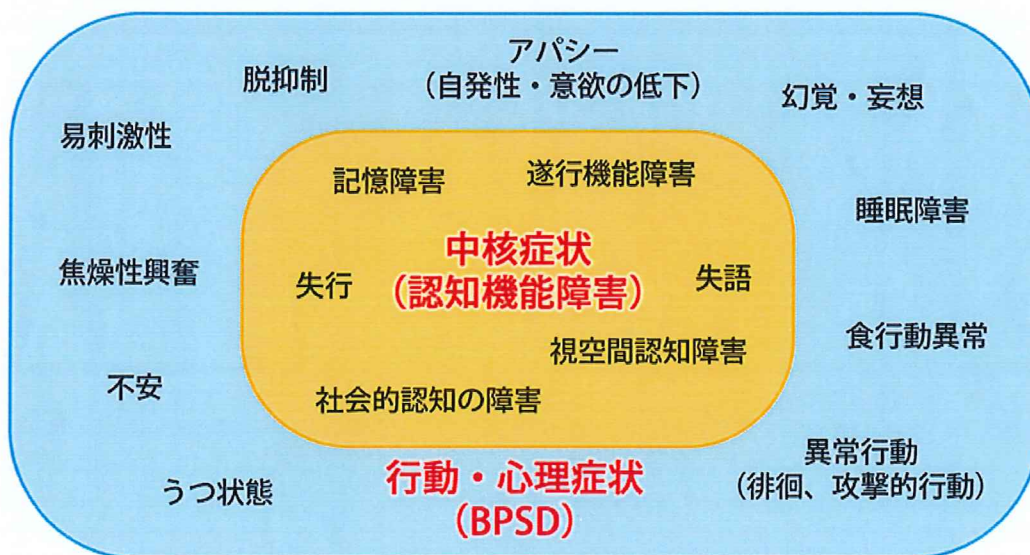 アパシー
(自発性・意欲の低下)
脱抑制
幻覚・妄想
易刺激性
記憶障害
遂行機能障害
睡眠障害
中核症状
(認知機能障害)
焦燥性興奮
失行
失語
食行動異常
視空間認知障害
不安
社会的認知の障害
異常行動
(徘徊、攻撃的行動)
行動・心理症状
(BPSD)
うつ状態